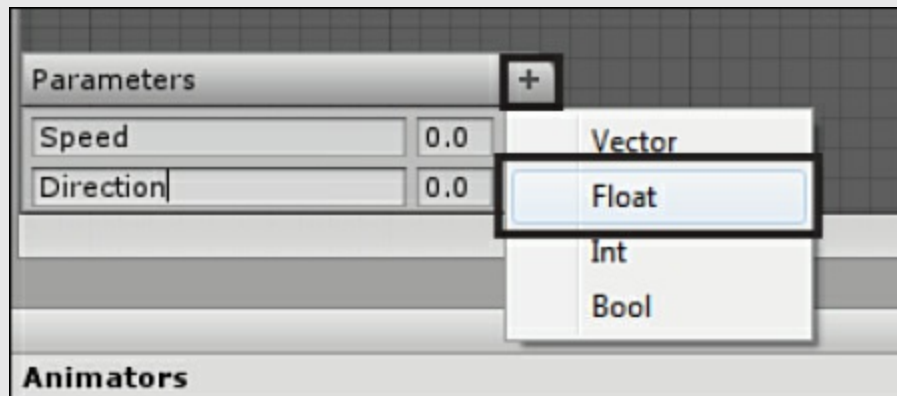 Parameters +
Speed 0.0
Direction 0.0
Vector
Float
Int
Bool
Animators